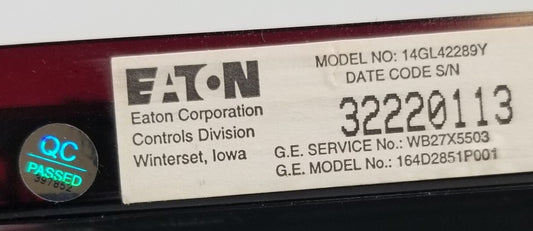 EATON
Eaton Corporation
Controls Division
Winterset, Iowa
MODEL NO: 14GL42289Y
DATE CODE S/N
32220113
G.E. SERVICE No.: WB27X5503
G.E. MODEL No.: 164D2851P001
QC
PASSED
397852